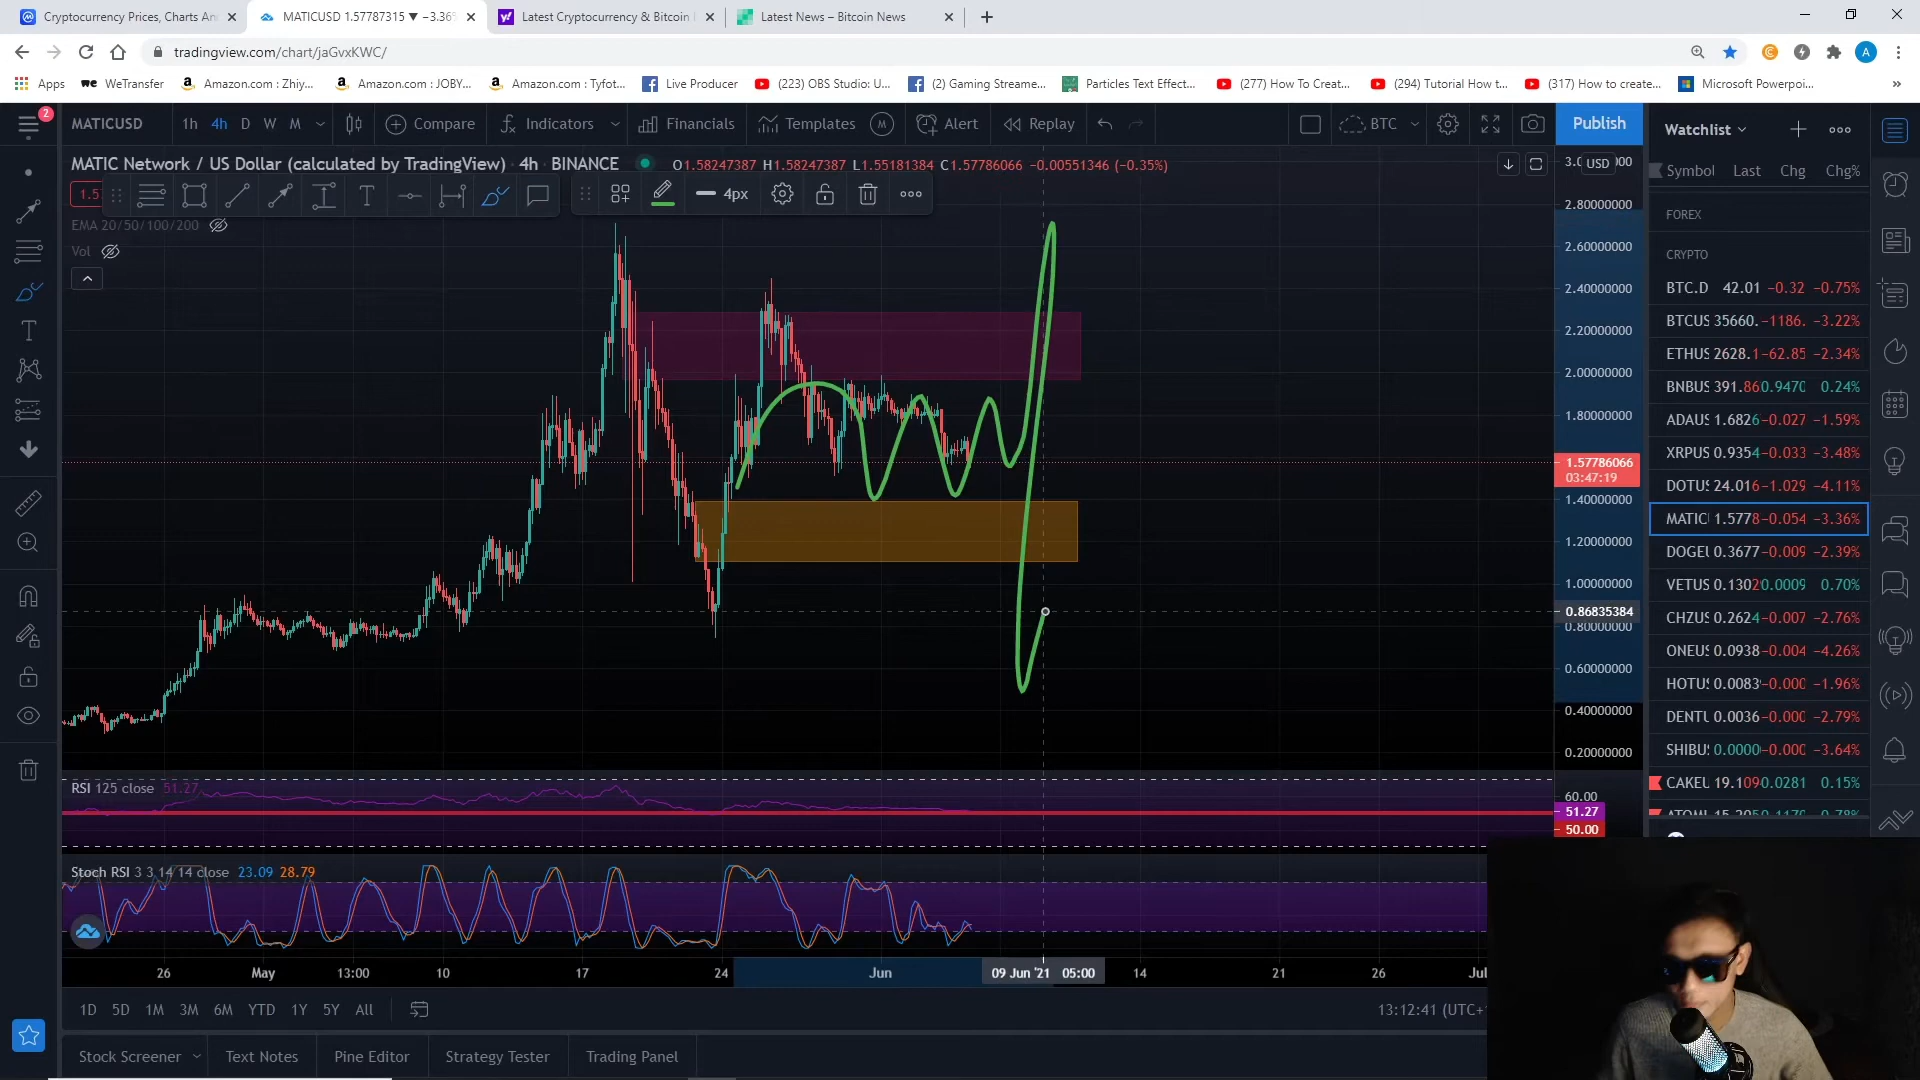 Cryptocurrency Prices, Charts An
MATICUSD 1.57787315 ▼ −3.36%
Latest Cryptocurrency & Bitcoin
Latest News – Bitcoin News
tradingview.com/chart/jaGvxKWC/
A
Apps
WeTransfer
Amazon.com : Zhiy...
Amazon.com : JOBY...
Amazon.com : Tyfot...
Live Producer
(223) OBS Studio: U...
(2) Gaming Streame...
Particles Text Effect...
(277) How To Creat...
(294) Tutorial How t...
(317) How to create...
Microsoft Powerpoi...
2
MATICUSD
1h
4h
D
W
M
Compare
Indicators
Financials
Templates
M
Alert
Replay
BTC
Publish
Watchlist
MATIC Network / US Dollar (calculated by TradingView) · 4h · BINANCE
O1.58247387 H1.58247387 L1.55181384 C1.57786066 −0.00551346 (−0.35%)
USD
Symbol Last Chg Chg%
4px
EMA 20/50/100/200
Vol
2.80000000
2.60000000
2.40000000
2.20000000
2.00000000
1.80000000
1.57786066
03:47:19
1.40000000
1.20000000
1.00000000
0.86835384
0.80000000
0.60000000
0.40000000
0.20000000
FOREX
CRYPTO
BTC.D 42.01 −0.32 −0.75%
BTCUS 35660. −1186. −3.22%
ETHUS 2628.1 −62.85 −2.34%
BNBUS 391.86 0.9470 0.24%
ADAUS 1.6826 −0.027 −1.59%
XRPUS 0.9354 −0.033 −3.48%
DOTUS 24.016 −1.029 −4.11%
MATIC 1.5778 −0.054 −3.36%
DOGEU 0.3677 −0.009 −2.39%
VETUS 0.1302 0.0009 0.70%
CHZUS 0.2624 −0.007 −2.76%
ONEUS 0.0938 −0.004 −4.26%
HOTUS 0.0083 −0.000 −1.96%
DENTU 0.0036 −0.000 −2.79%
SHIBUS 0.0000 −0.000 −3.64%
CAKEU 19.109 0.0281 0.15%
RSI 125 close 51.27
60.00
51.27
50.00
Stoch RSI 3 3 14 14 close 23.09 28.79
26
May
13:00
10
17
24
Jun
09 Jun '21 05:00
14
21
26
Jul
1D
5D
1M
3M
6M
YTD
1Y
5Y
All
13:12:41 (UTC+
Stock Screener
Text Notes
Pine Editor
Strategy Tester
Trading Panel